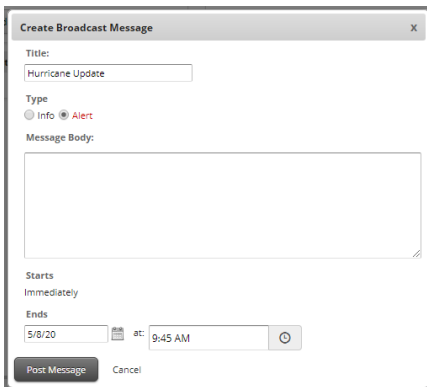 Create Broadcast Message x
Title:
Hurricane Update
Type
Info Alert
Message Body:
Starts
Immediately
Ends
5/8/20 at: 9:45 AM
Post Message Cancel